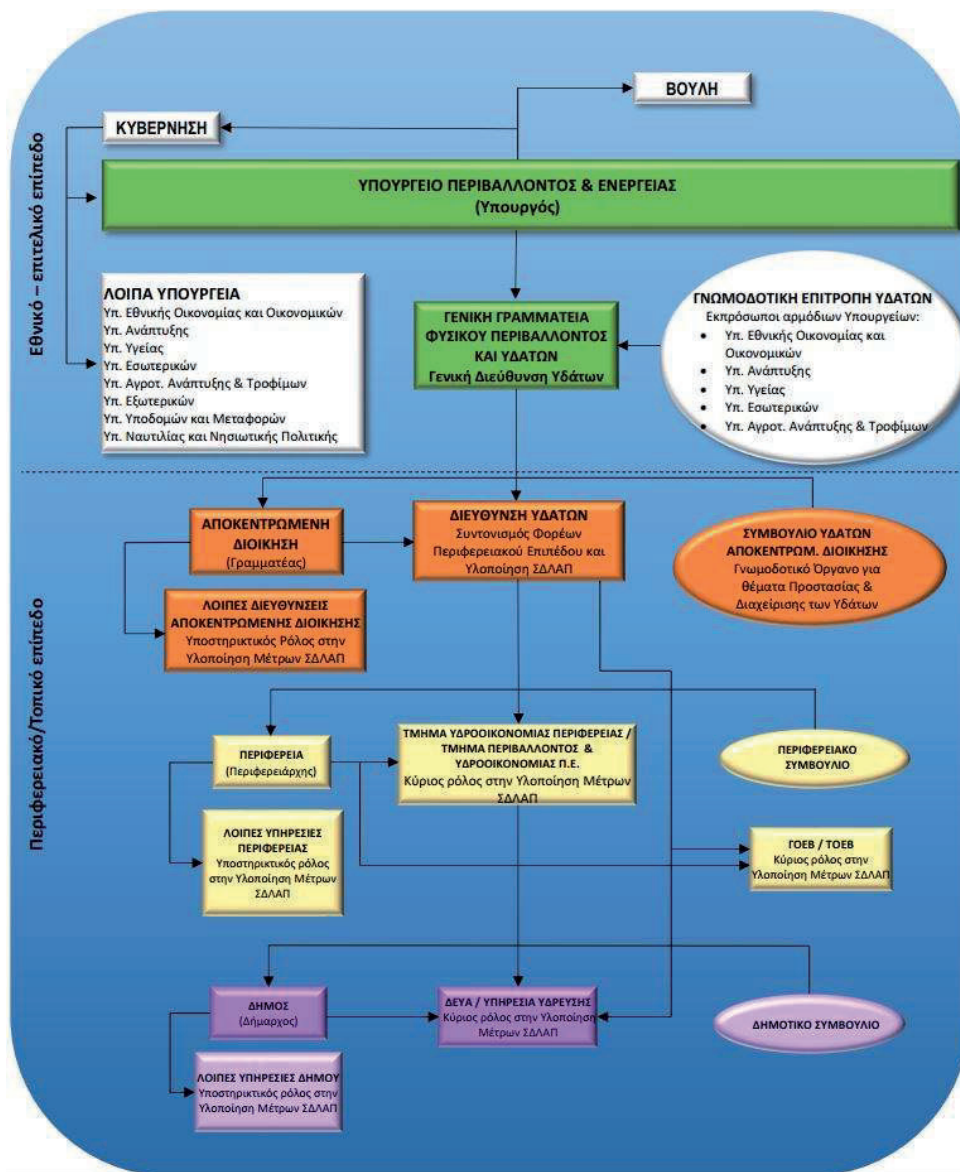 ΒΟΥΛΗ
ΚΥΒΕΡΝΗΣΗ
Εθνικό – επιτελικό επίπεδο
ΥΠΟΥΡΓΕΙΟ ΠΕΡΙΒΑΛΛΟΝΤΟΣ & ΕΝΕΡΓΕΙΑΣ
(Υπουργός)
ΛΟΙΠΑ ΥΠΟΥΡΓΕΙΑ
Υπ. Εθνικής Οικονομίας και Οικονομικών
Υπ. Ανάπτυξης
Υπ. Υγείας
Υπ. Εσωτερικών
Υπ. Αγροτ. Ανάπτυξης & Τροφίμων
Υπ. Εξωτερικών
Υπ. Υποδομών και Μεταφορών
Υπ. Ναυτιλίας και Νησιωτικής Πολιτικής
ΓΕΝΙΚΗ ΓΡΑΜΜΑΤΕΙΑ
ΦΥΣΙΚΟΥ ΠΕΡΙΒΑΛΛΟΝΤΟΣ
ΚΑΙ ΥΔΑΤΩΝ
Γενική Διεύθυνση Υδάτων
ΓΝΩΜΟΔΟΤΙΚΗ ΕΠΙΤΡΟΠΗ ΥΔΑΤΩΝ
Εκπρόσωποι αρμόδιων Υπουργείων:
• Υπ. Εθνικής Οικονομίας και
Οικονομικών
• Υπ. Ανάπτυξης
• Υπ. Υγείας
• Υπ. Εσωτερικών
• Υπ. Αγροτ. Ανάπτυξης & Τροφίμων
Περιφερειακό/Τοπικό επίπεδο
ΑΠΟΚΕΝΤΡΩΜΕΝΗ
ΔΙΟΙΚΗΣΗ
(Γραμματέας)
ΔΙΕΥΘΥΝΣΗ ΥΔΑΤΩΝ
Συντονισμός Φορέων
Περιφερειακού Επιπέδου και
Υλοποίηση ΣΔΛΑΠ
ΣΥΜΒΟΥΛΙΟ ΥΔΑΤΩΝ
ΑΠΟΚΕΝΤΡΩΜ. ΔΙΟΙΚΗΣΗΣ
Γνωμοδοτικό Όργανο για
θέματα Προστασίας &
Διαχείρισης των Υδάτων
ΛΟΙΠΕΣ ΔΙΕΥΘΥΝΣΕΙΣ
ΑΠΟΚΕΝΤΡΩΜΕΝΗΣ ΔΙΟΙΚΗΣΗΣ
Υποστηρικτικός Ρόλος στην
Υλοποίηση Μέτρων ΣΔΛΑΠ
ΠΕΡΙΦΕΡΕΙΑ
(Περιφερειάρχης)
ΤΜΗΜΑ ΥΔΡΟΟΙΚΟΝΟΜΙΑΣ ΠΕΡΙΦΕΡΕΙΑΣ /
ΤΜΗΜΑ ΠΕΡΙΒΑΛΛΟΝΤΟΣ &
ΥΔΡΟΟΙΚΟΝΟΜΙΑΣ Π.Ε.
Κύριος ρόλος στην Υλοποίηση Μέτρων
ΣΔΛΑΠ
ΠΕΡΙΦΕΡΕΙΑΚΟ
ΣΥΜΒΟΥΛΙΟ
ΛΟΙΠΕΣ ΥΠΗΡΕΣΙΕΣ
ΠΕΡΙΦΕΡΕΙΑΣ
Υποστηρικτικός ρόλος
στην Υλοποίηση Μέτρων
ΣΔΛΑΠ
ΓΟΕΒ / ΤΟΕΒ
Κύριος ρόλος στην
Υλοποίηση Μέτρων ΣΔΛΑΠ
ΔΗΜΟΣ
(Δήμαρχος)
ΔΕΥΑ / ΥΠΗΡΕΣΙΑ ΥΔΡΕΥΣΗΣ
Κύριος ρόλος στην Υλοποίηση
Μέτρων ΣΔΛΑΠ
ΔΗΜΟΤΙΚΟ ΣΥΜΒΟΥΛΙΟ
ΛΟΙΠΕΣ ΥΠΗΡΕΣΙΕΣ ΔΗΜΟΥ
Υποστηρικτικός ρόλος στην
Υλοποίηση Μέτρων ΣΔΛΑΠ